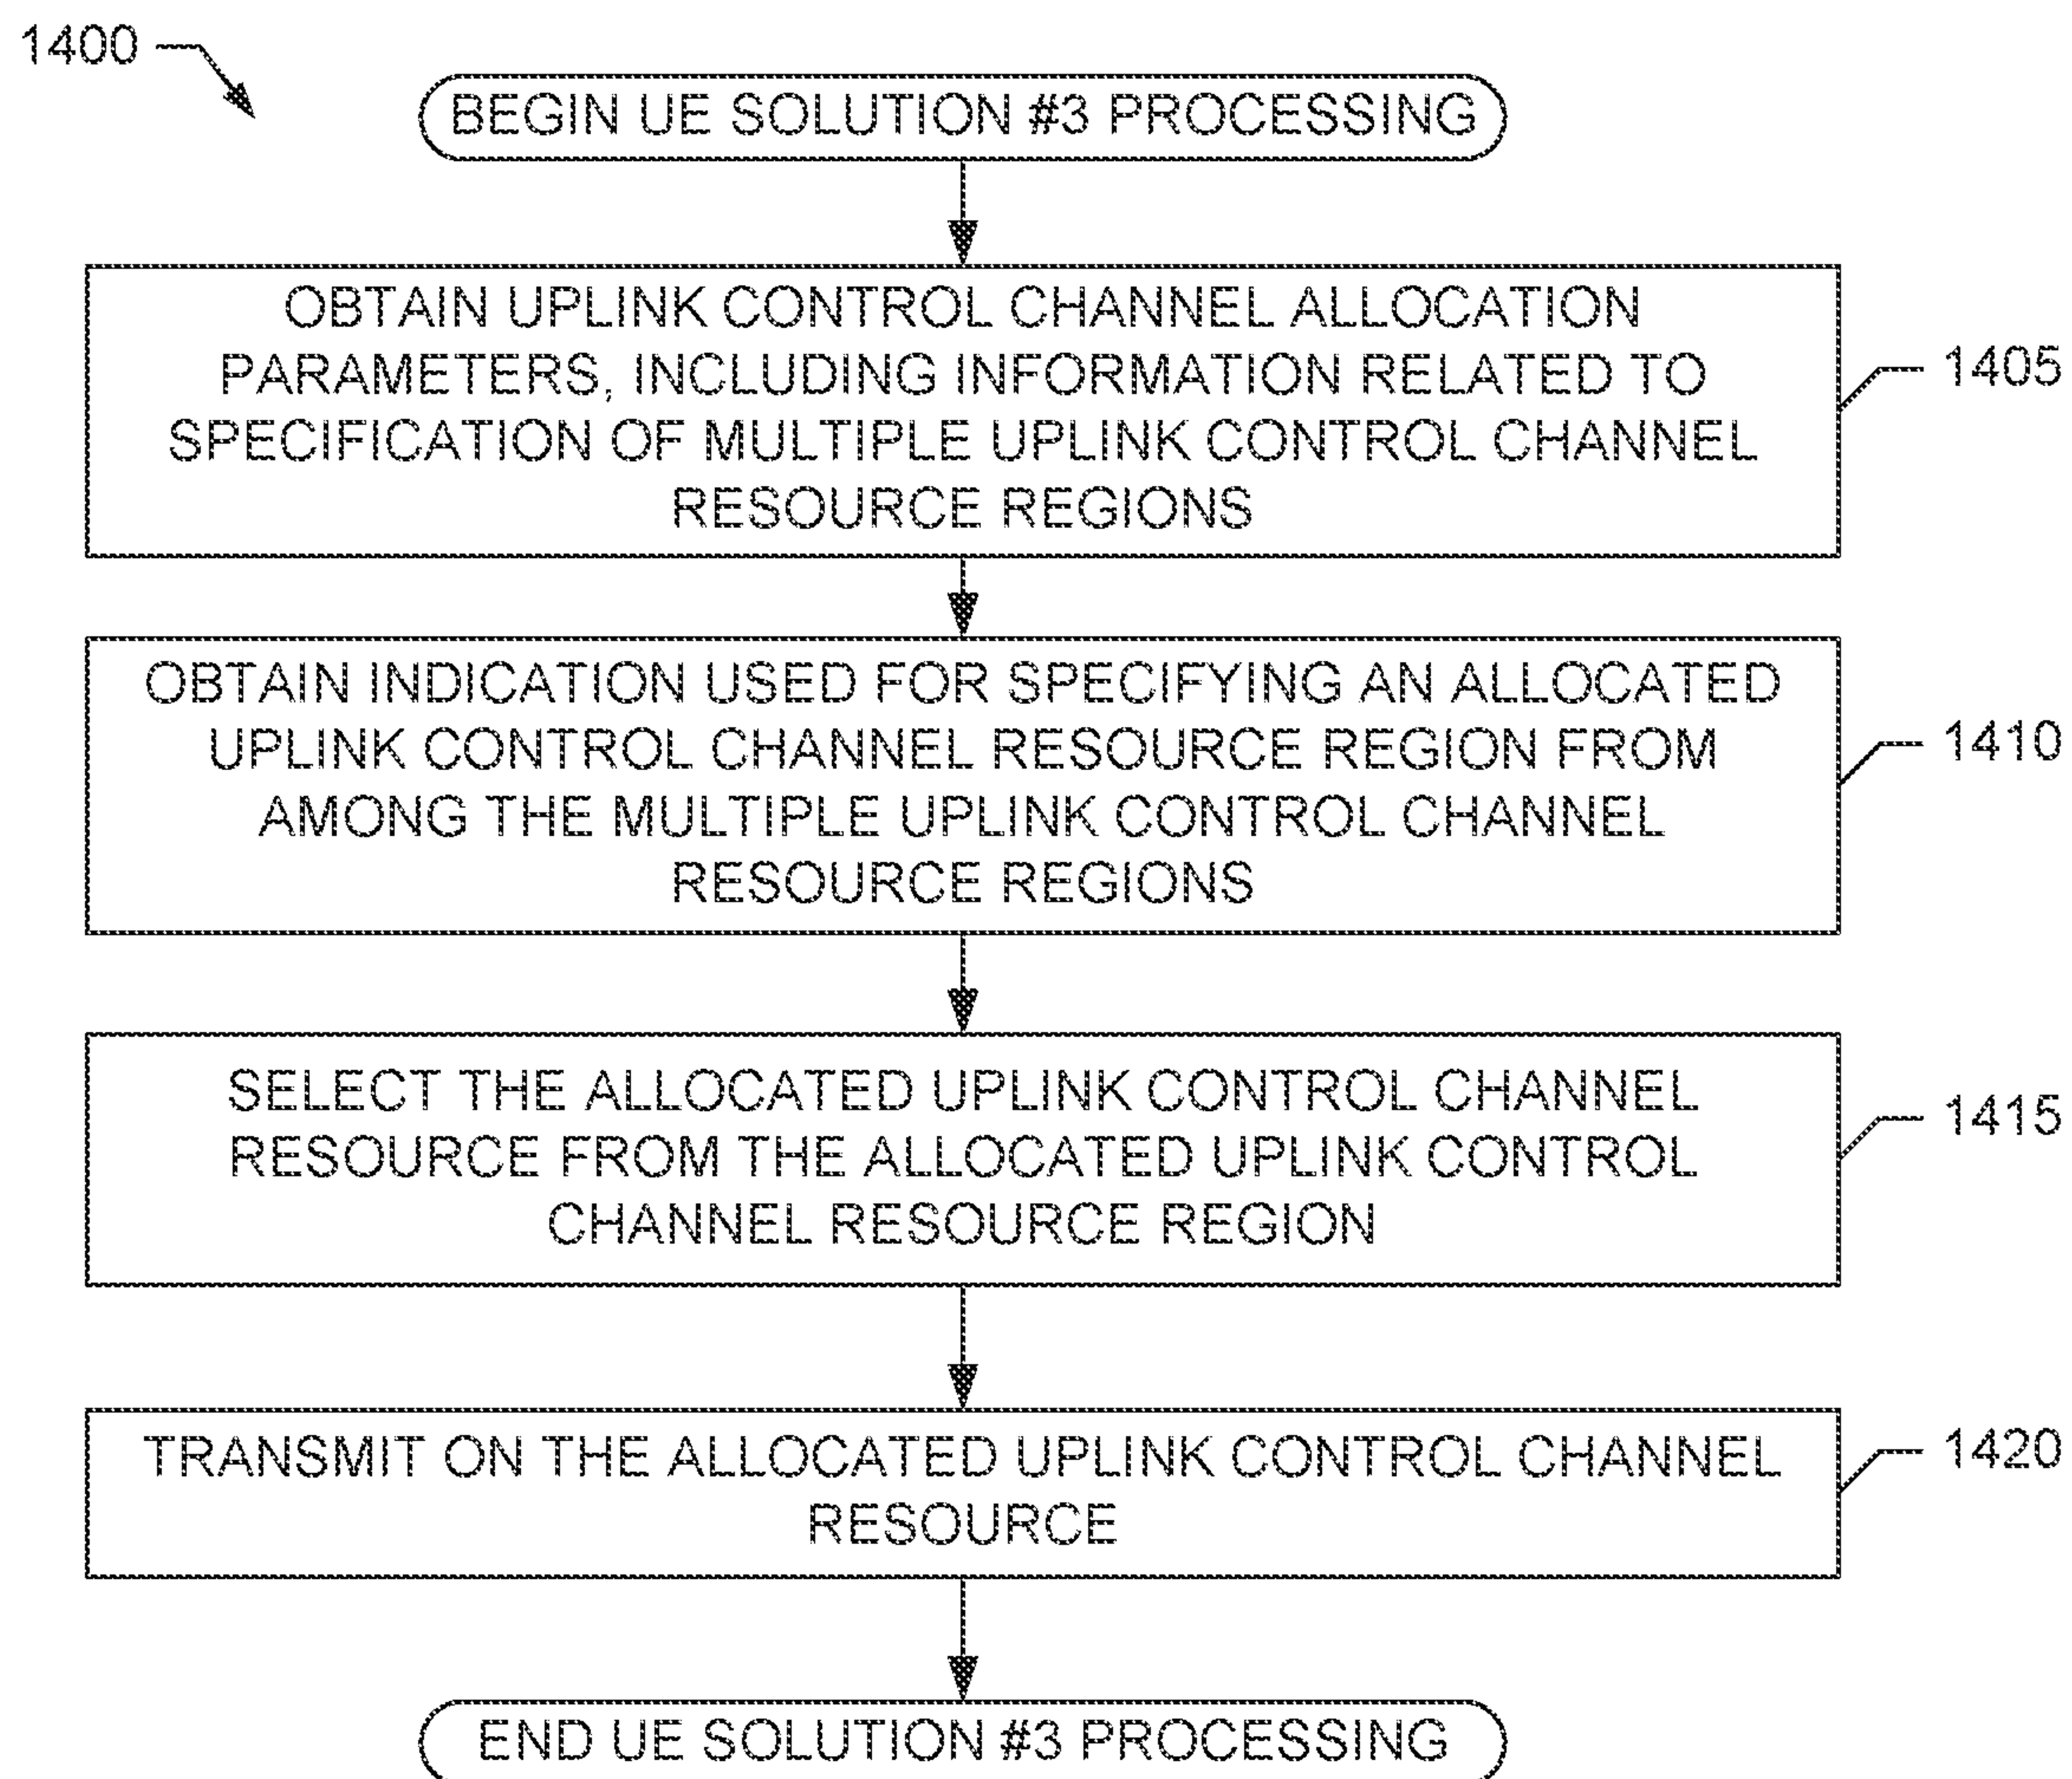 1400
BEGIN UE SOLUTION #3 PROCESSING
OBTAIN UPLINK CONTROL CHANNEL ALLOCATION
PARAMETERS, INCLUDING INFORMATION RELATED TO
SPECIFICATION OF MULTIPLE UPLINK CONTROL CHANNEL
RESOURCE REGIONS
1405
OBTAIN INDICATION USED FOR SPECIFYING AN ALLOCATED
UPLINK CONTROL CHANNEL RESOURCE REGION FROM
AMONG THE MULTIPLE UPLINK CONTROL CHANNEL
RESOURCE REGIONS
1410
SELECT THE ALLOCATED UPLINK CONTROL CHANNEL
RESOURCE FROM THE ALLOCATED UPLINK CONTROL
CHANNEL RESOURCE REGION
1415
TRANSMIT ON THE ALLOCATED UPLINK CONTROL CHANNEL
RESOURCE
1420
END UE SOLUTION #3 PROCESSING